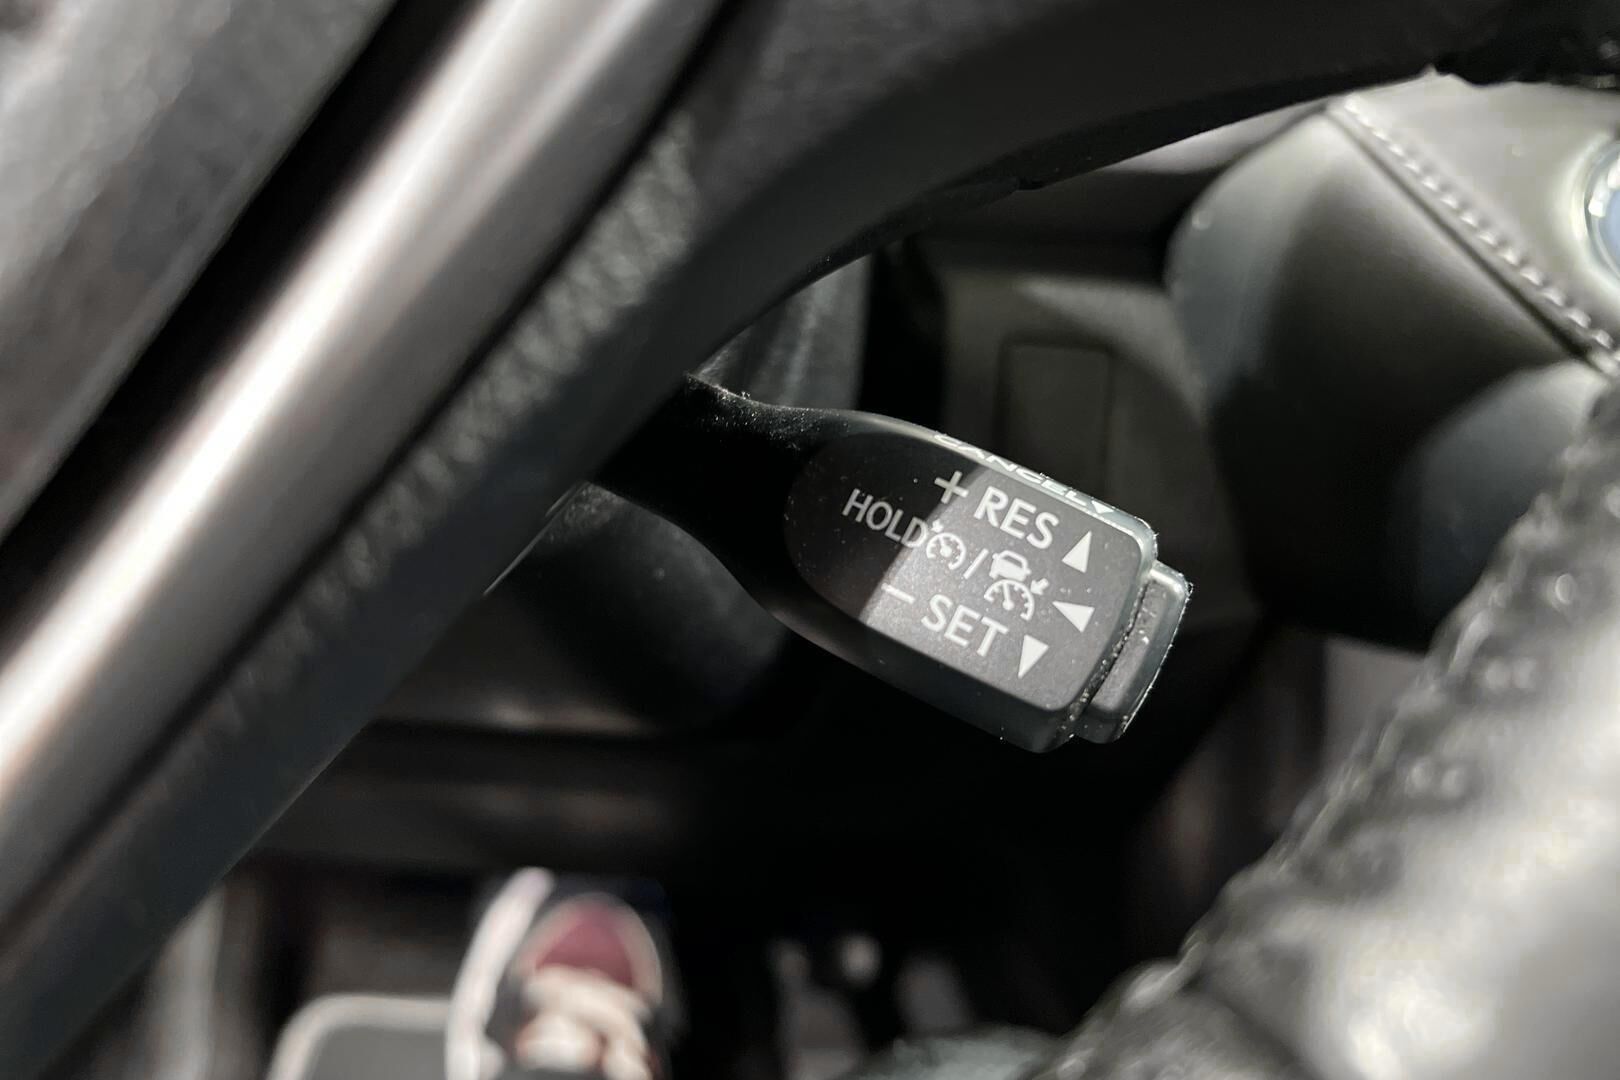 CANCEL
+ RES
HOLD /
− SET